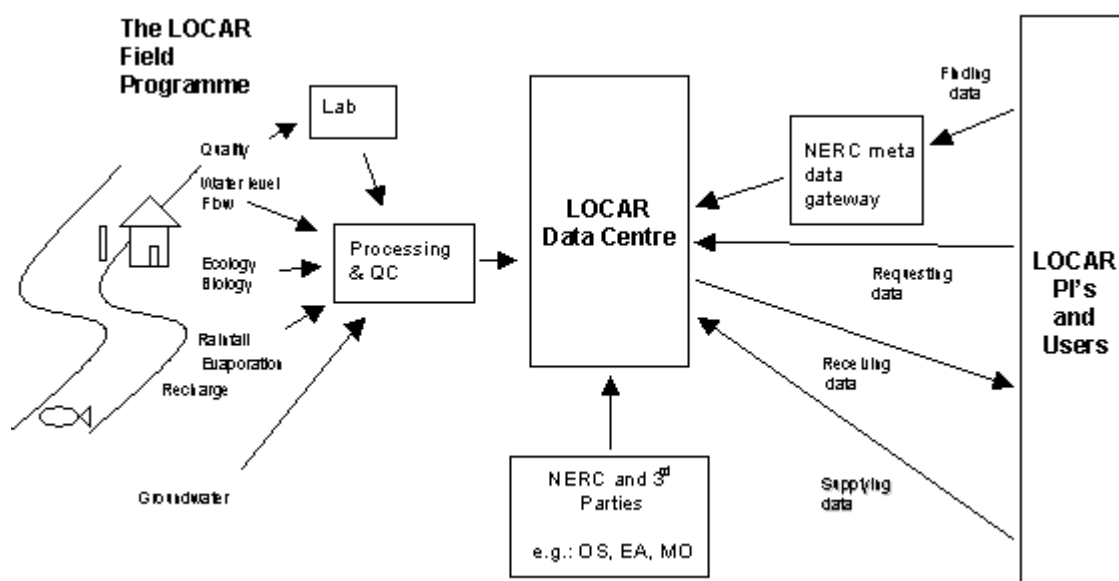 The LOCAR
Field
Programme
Lab
Quality
Water level
Flow
Ecology
Biology
Rainfall
Evaporation
Recharge
Groundwater
Processing
& QC
LOCAR
Data Centre
NERC and 3rd
Parties
e.g.: OS, EA, MO
NERC meta
data
gateway
Finding
data
Requesting
data
Receiving
data
Supplying
data
LOCAR
PI's
and
Users